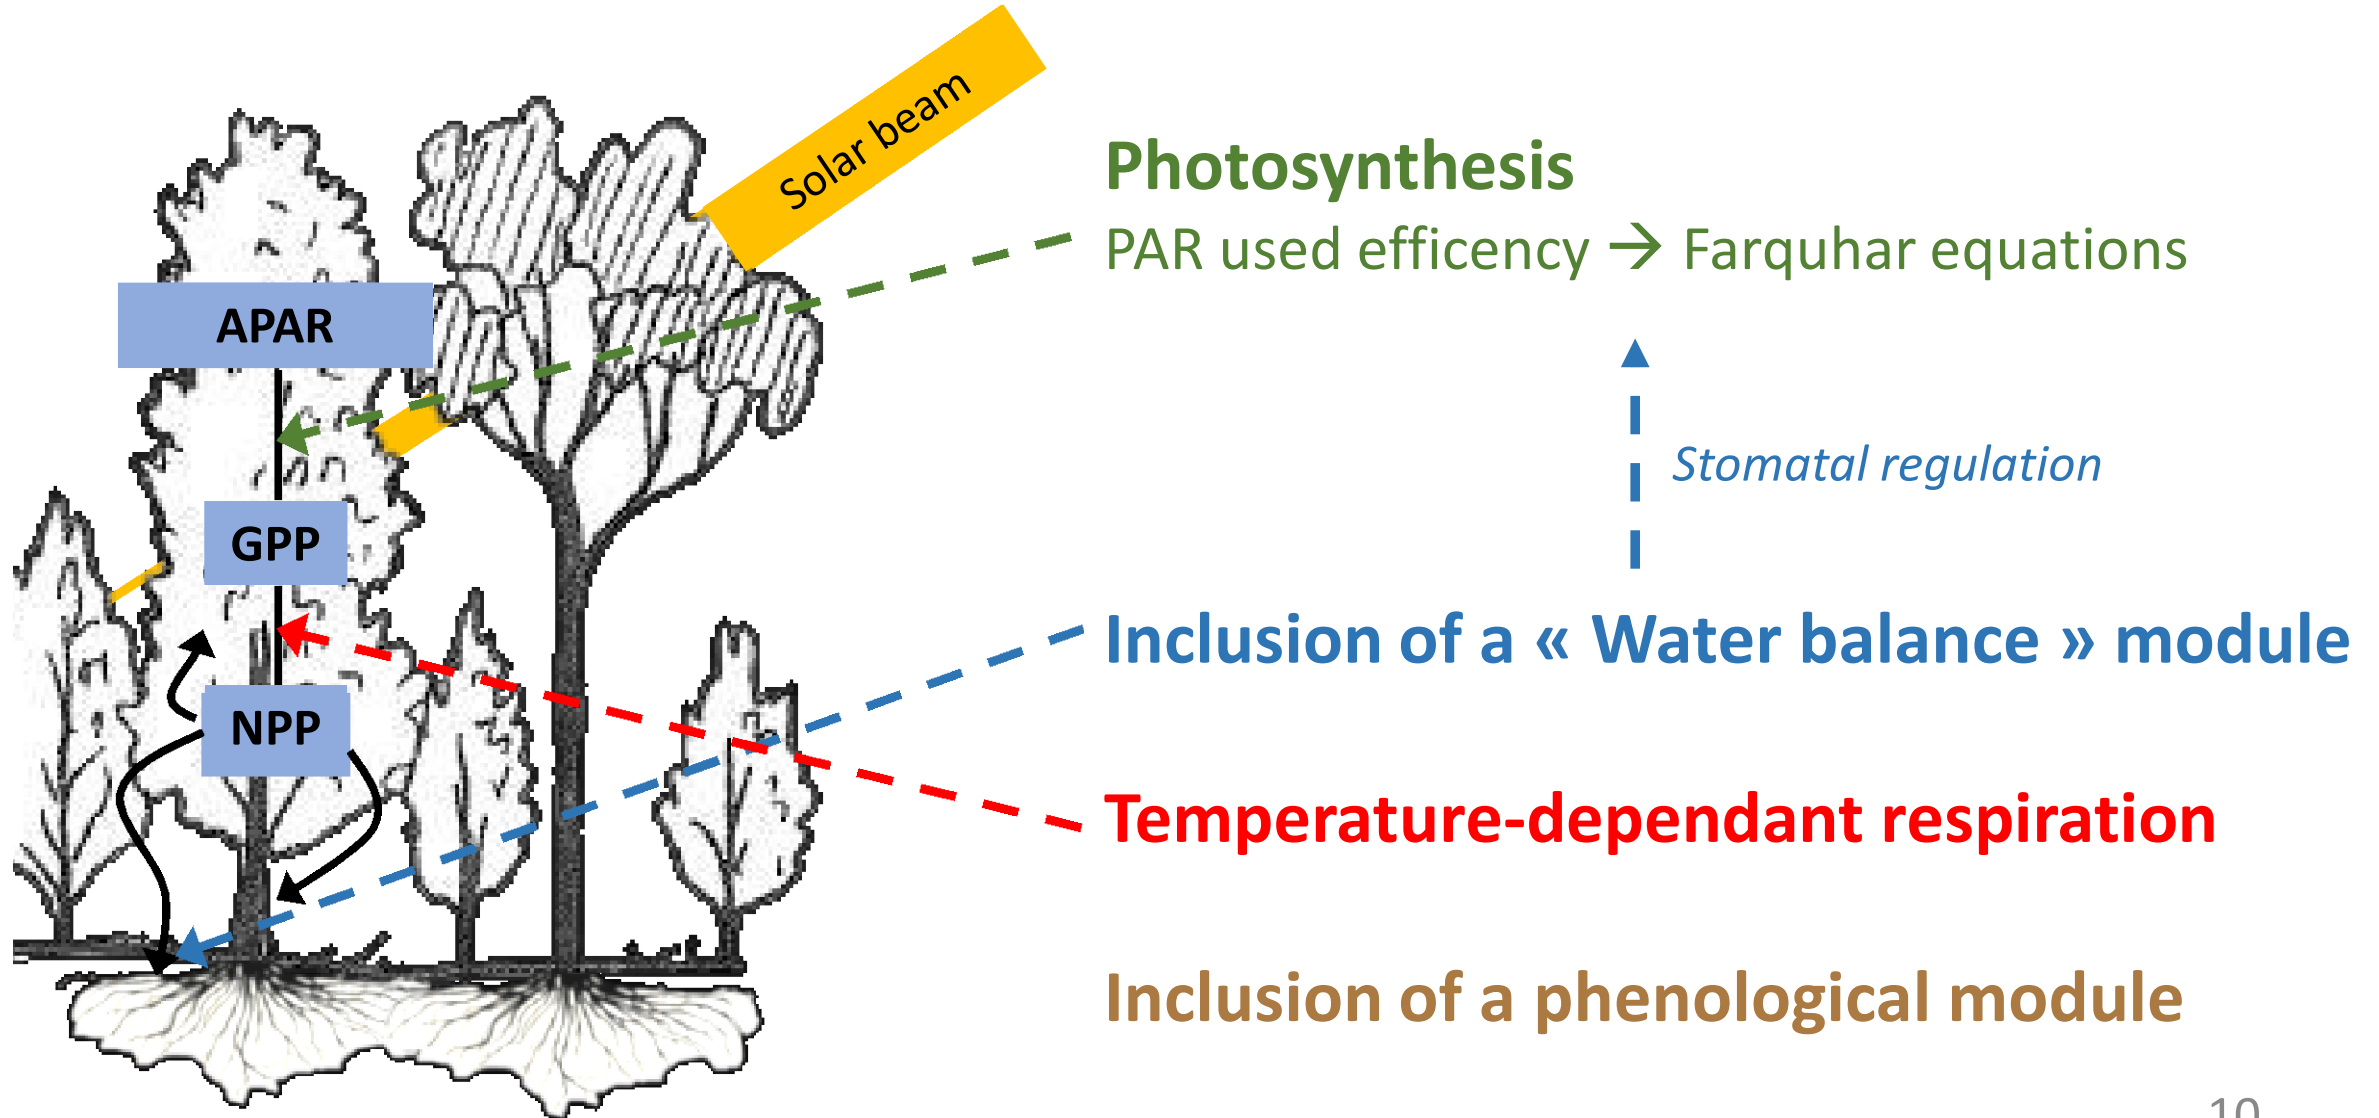 Solar beam
Photosynthesis
PAR used efficency → Farquhar equations
APAR
Stomatal regulation
GPP
Inclusion of a « Water balance » module
NPP
Temperature-dependant respiration
Inclusion of a phenological module
10